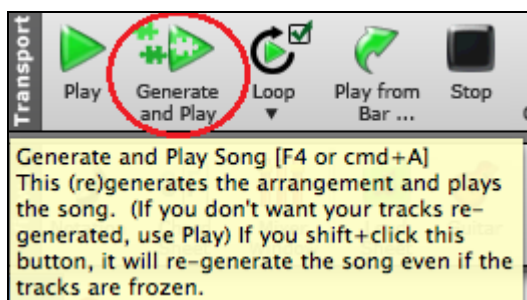 Transport
Play
Generate
and Play
Loop
Play from
Bar ...
Stop
Generate and Play Song [F4 or cmd+A]
This (re)generates the arrangement and plays
the song. (If you don't want your tracks re-
generated, use Play) If you shift+click this
button, it will re-generate the song even if the
tracks are frozen.